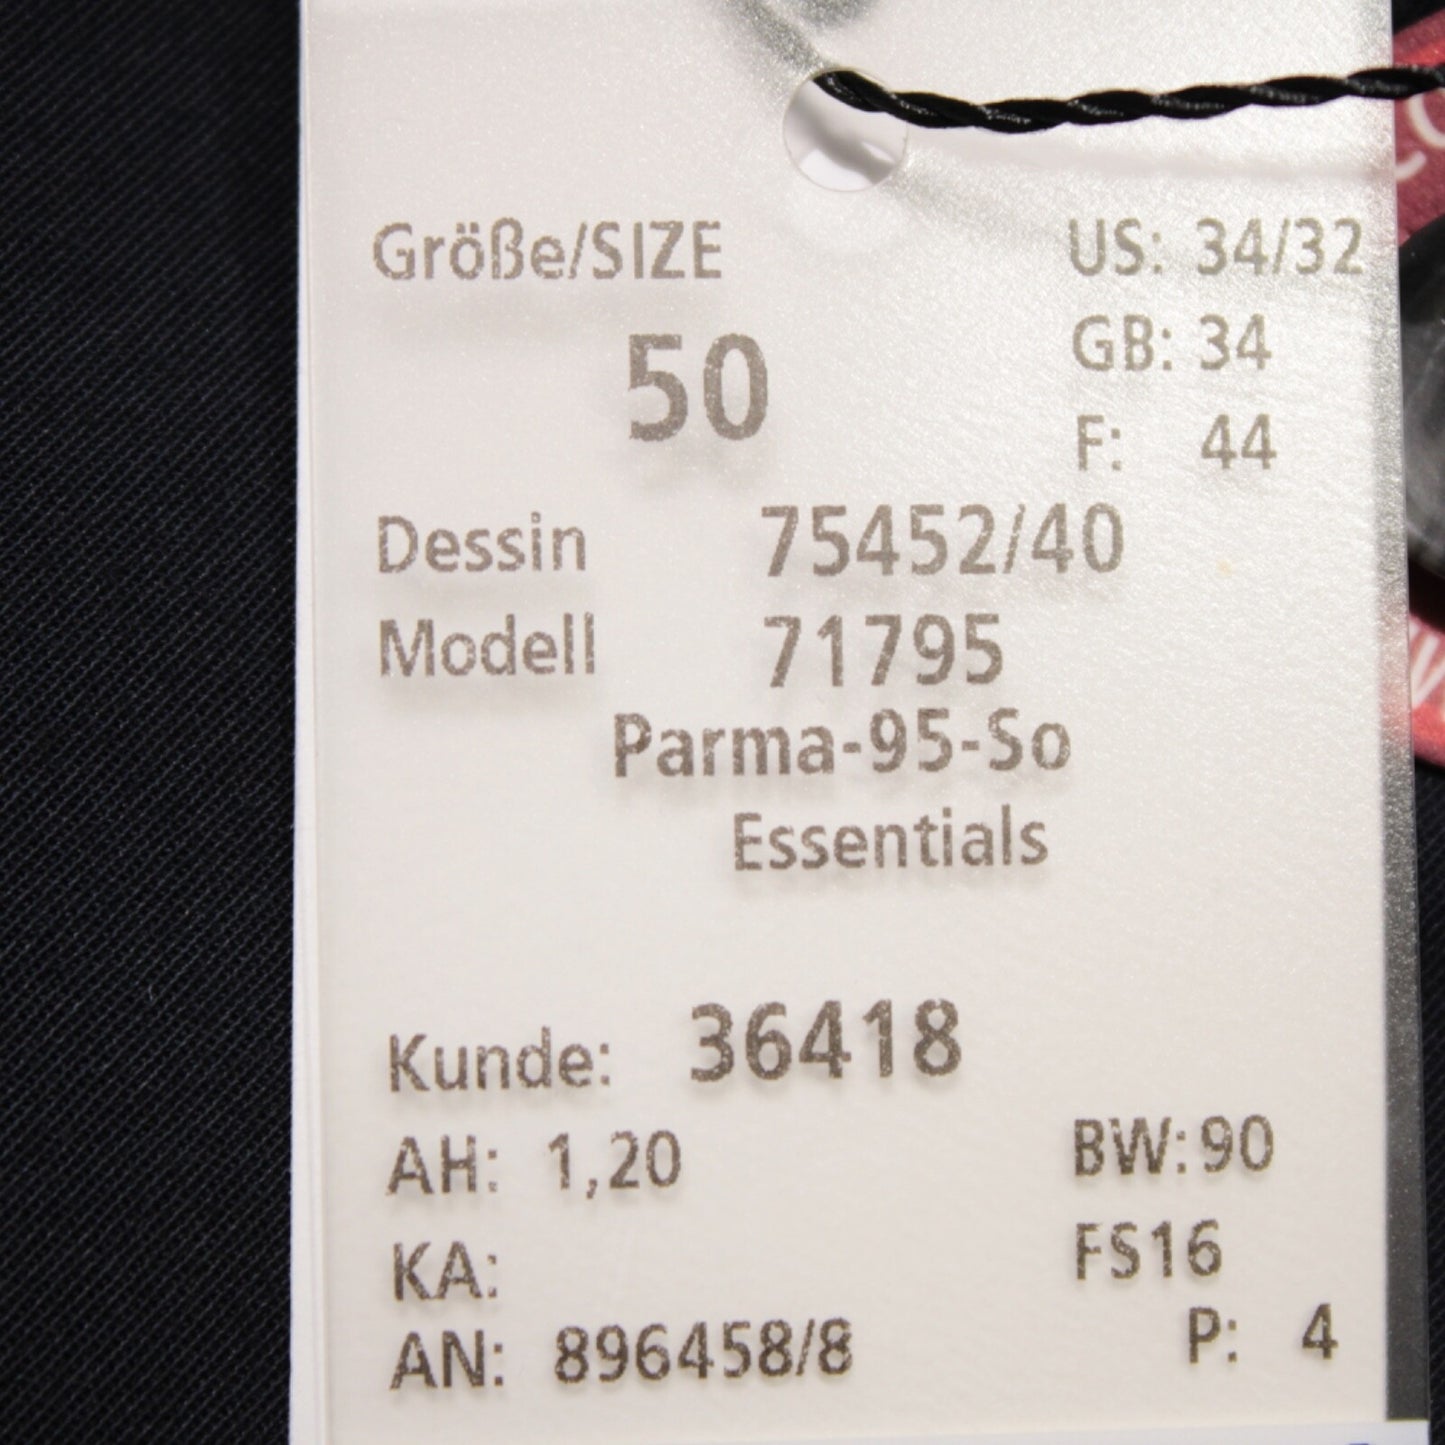 Größe/SIZE US: 34/32
50 GB: 34
F: 44
Dessin 75452/40
Modell 71795
Parma-95-So
Essentials
Kunde: 36418
AH: 1,20 BW: 90
KA: FS16
AN: 896458/8 P: 4